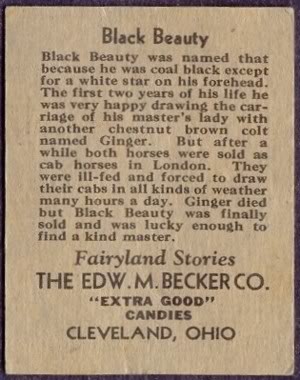 Black Beauty
Black Beauty was named that
because he was coal black except
for a white star on his forehead.
The first two years of his life he
was very happy drawing the car-
riage of his master's lady with
another chestnut brown colt
named Ginger. But after a
while both horses were sold as
cab horses in London. They
were ill-fed and forced to draw
their cabs in all kinds of weather
many hours a day. Ginger died
but Black Beauty was finally
sold and was lucky enough to
find a kind master.
Fairyland Stories
THE EDW. M. BECKER CO.
"EXTRA GOOD"
CANDIES
CLEVELAND, OHIO